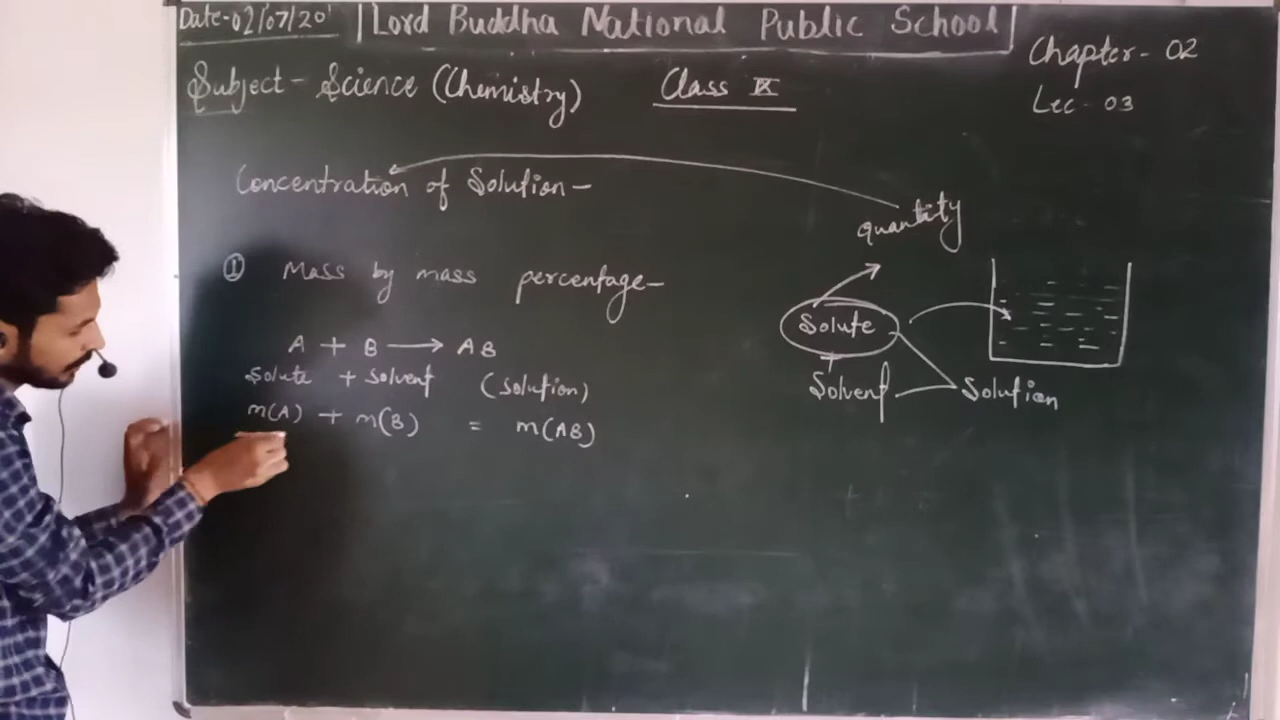 Date-02/07/20 Lord Buddha National Public School
Subject - Science (Chemistry) Class IX
Chapter - 02
Lec - 03
Concentration of Solution -
① Mass by mass percentage -
A + B → AB
Solute + Solvent (Solution)
m(A) + m(B) = m(AB)
quantity
Solute
+
Solvent
Solution